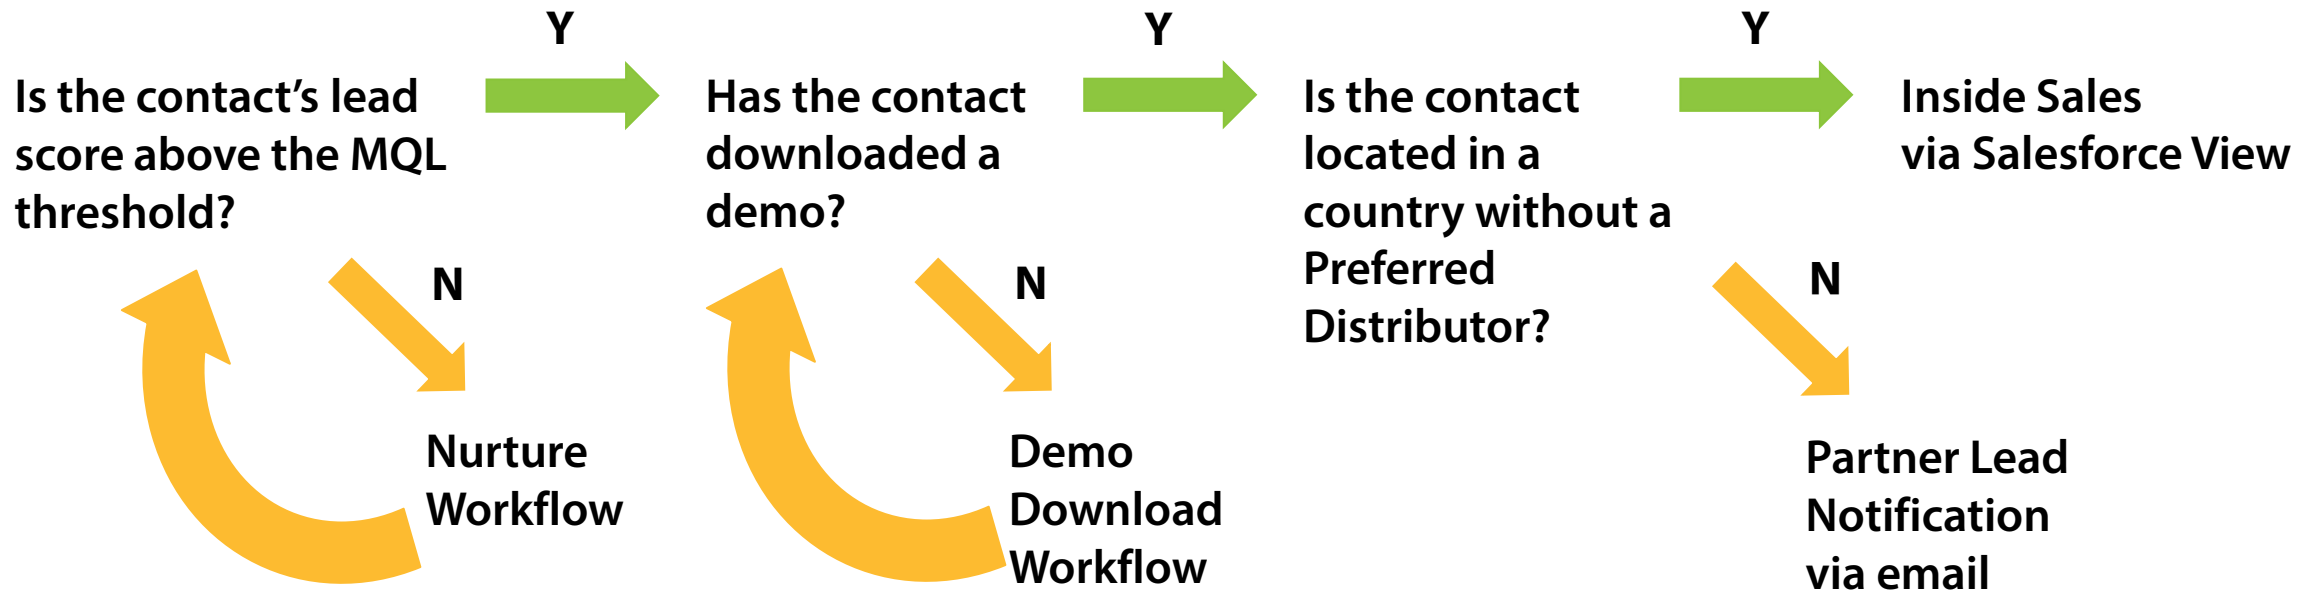 Y
Is the contact’s lead
score above the MQL
threshold?
N
Nurture
Workflow
Y
Has the contact
downloaded a
demo?
N
Demo
Download
Workflow
Y
Is the contact
located in a
country without a
Preferred
Distributor?
N
Inside Sales
via Salesforce View
Partner Lead
Notification
via email